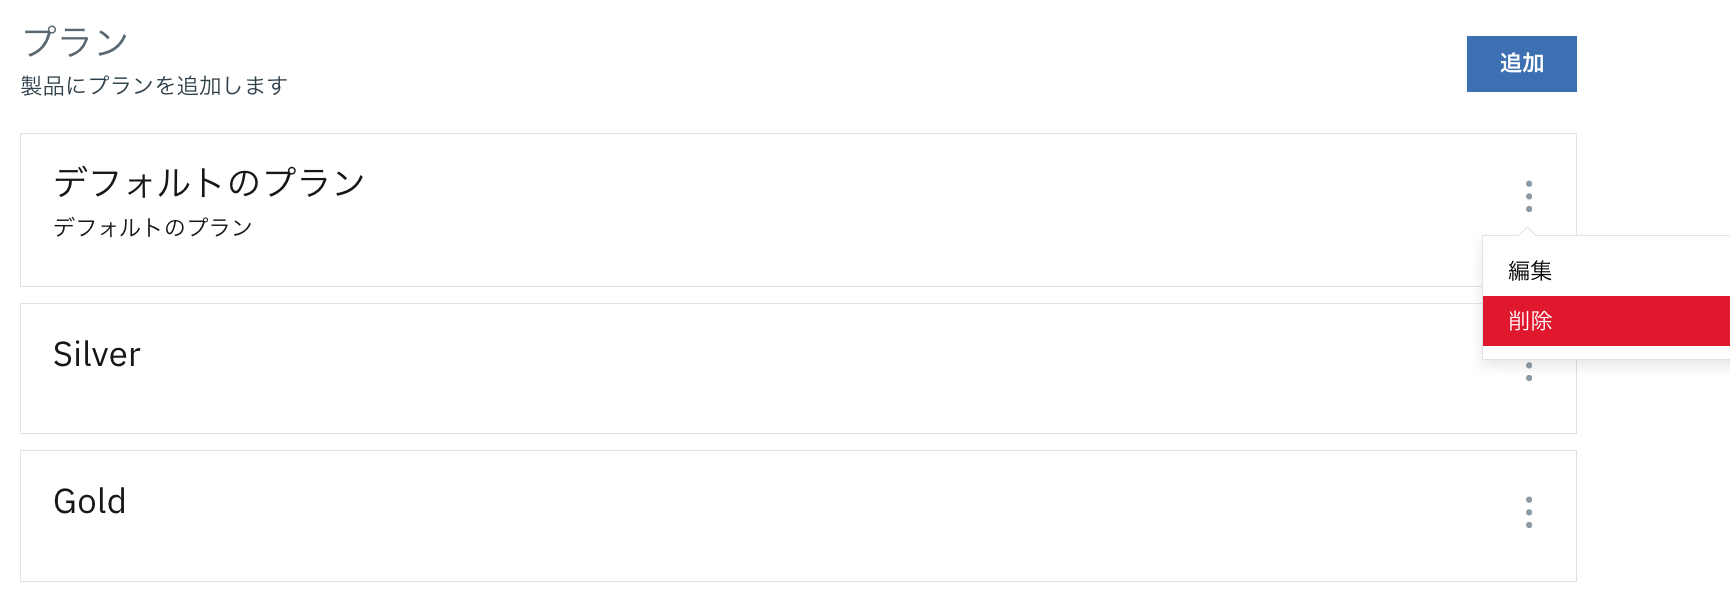 プラン
製品にプランを追加します
追加
デフォルトのプラン
デフォルトのプラン
編集
削除
Silver
Gold